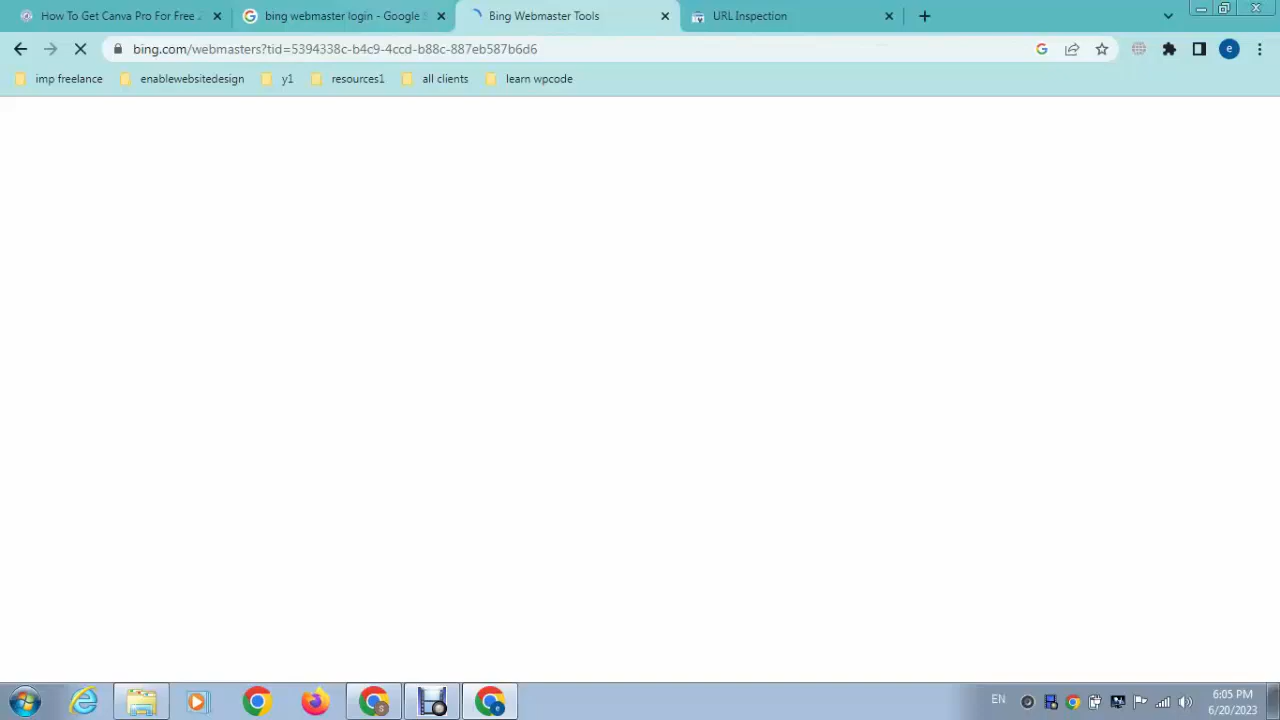 How To Get Canva Pro For Free
bing webmaster login - Google
Bing Webmaster Tools
URL Inspection
bing.com/webmasters?tid=5394338c-b4c9-4ccd-b88c-887eb587b6d6
e
imp freelance
enablewebsitedesign
y1
resources1
all clients
learn wpcode
EN
6:05 PM
6/20/2023